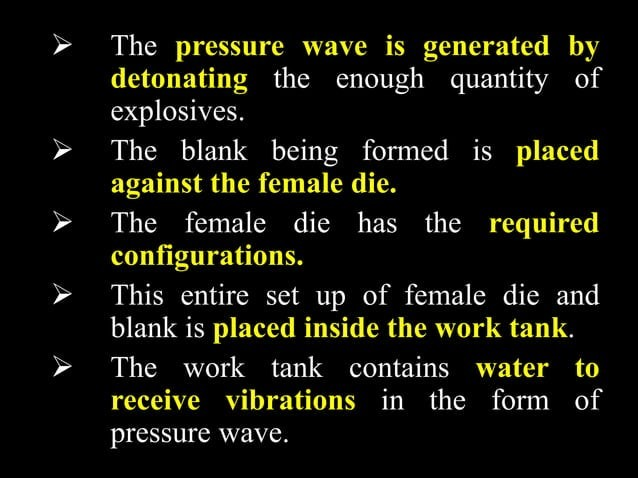 ➢ The pressure wave is generated by
detonating the enough quantity of
explosives.
➢ The blank being formed is placed
against the female die.
➢ The female die has the required
configurations.
➢ This entire set up of female die and
blank is placed inside the work tank.
➢ The work tank contains water to
receive vibrations in the form of
pressure wave.